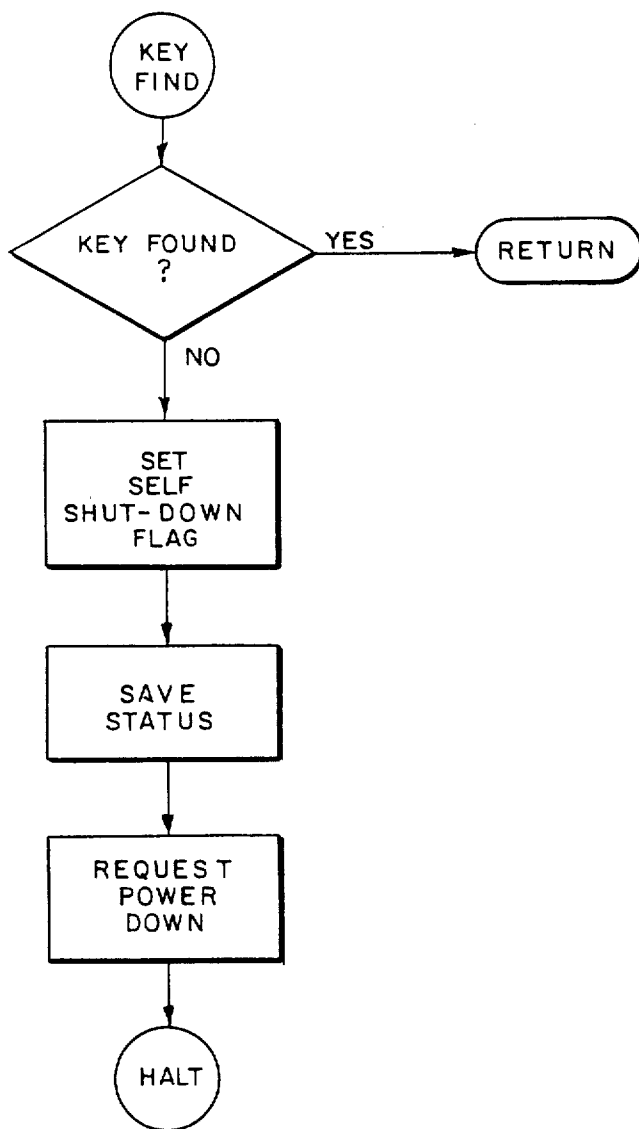 KEY
FIND
KEY FOUND
?
YES
RETURN
NO
SET
SELF
SHUT-DOWN
FLAG
SAVE
STATUS
REQUEST
POWER
DOWN
HALT